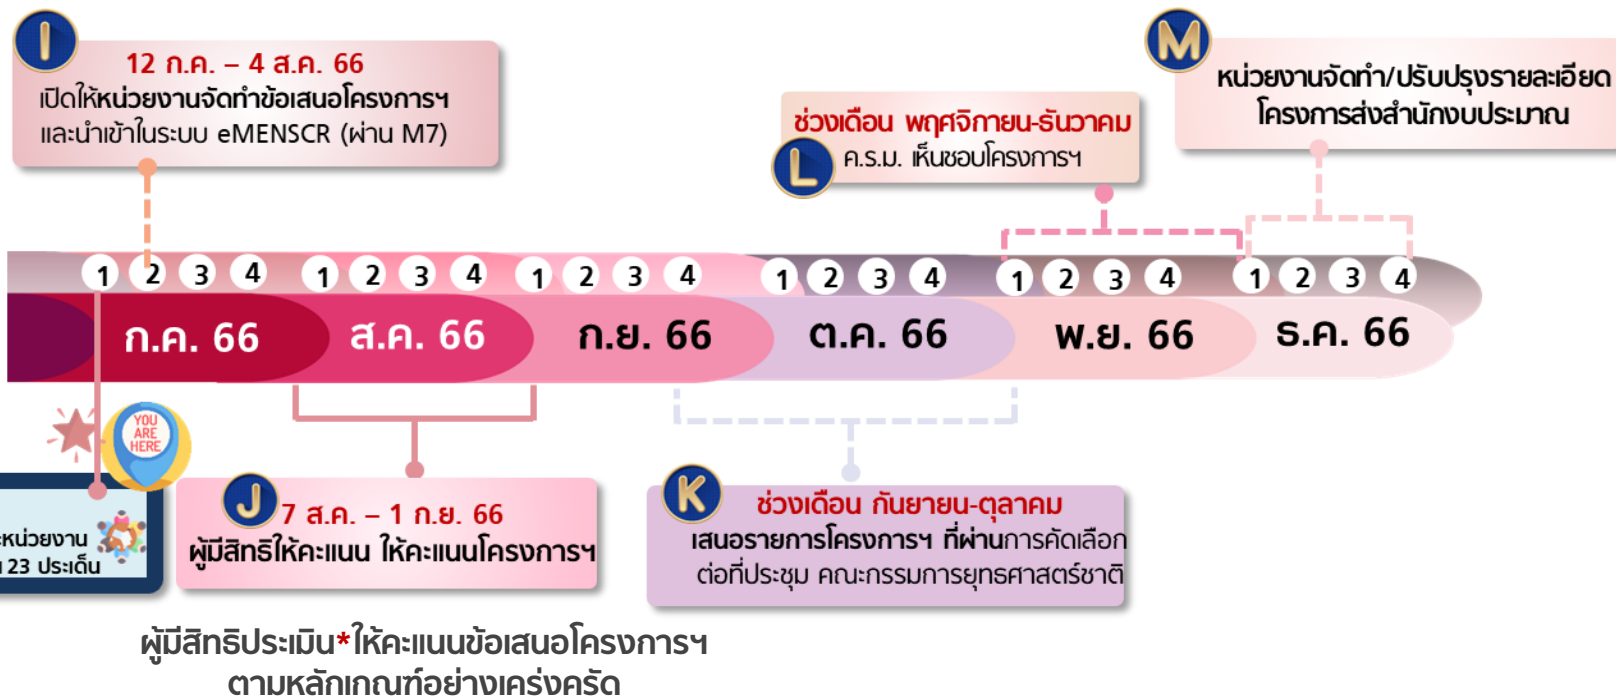 I
12 ก.ค. – 4 ส.ค. 66
เปิดให้หน่วยงานจัดทำข้อเสนอโครงการฯ
และนำเข้าในระบบ eMENSCR (ผ่าน M7)
L
ช่วงเดือน พฤศจิกายน-ธันวาคม
ค.ร.ม. เห็นชอบโครงการฯ
M
หน่วยงานจัดทำ/ปรับปรุงรายละเอียด
โครงการส่งสำนักงบประมาณ
1 2 3 4 1 2 3 4 1 2 3 4 1 2 3 4 1 2 3 4 1 2 3 4
ก.ค. 66 ส.ค. 66 ก.ย. 66 ต.ค. 66 พ.ย. 66 ธ.ค. 66
YOU
ARE
HERE
หน่วยงาน
23 ประเด็น
J
7 ส.ค. – 1 ก.ย. 66
ผู้มีสิทธิให้คะแนน ให้คะแนนโครงการฯ
K
ช่วงเดือน กันยายน-ตุลาคม
เสนอรายการโครงการฯ ที่ผ่านการคัดเลือก
ต่อที่ประชุม คณะกรรมการยุทธศาสตร์ชาติ
ผู้มีสิทธิประเมิน*ให้คะแนนข้อเสนอโครงการฯ
ตามหลักเกณฑ์อย่างเคร่งครัด